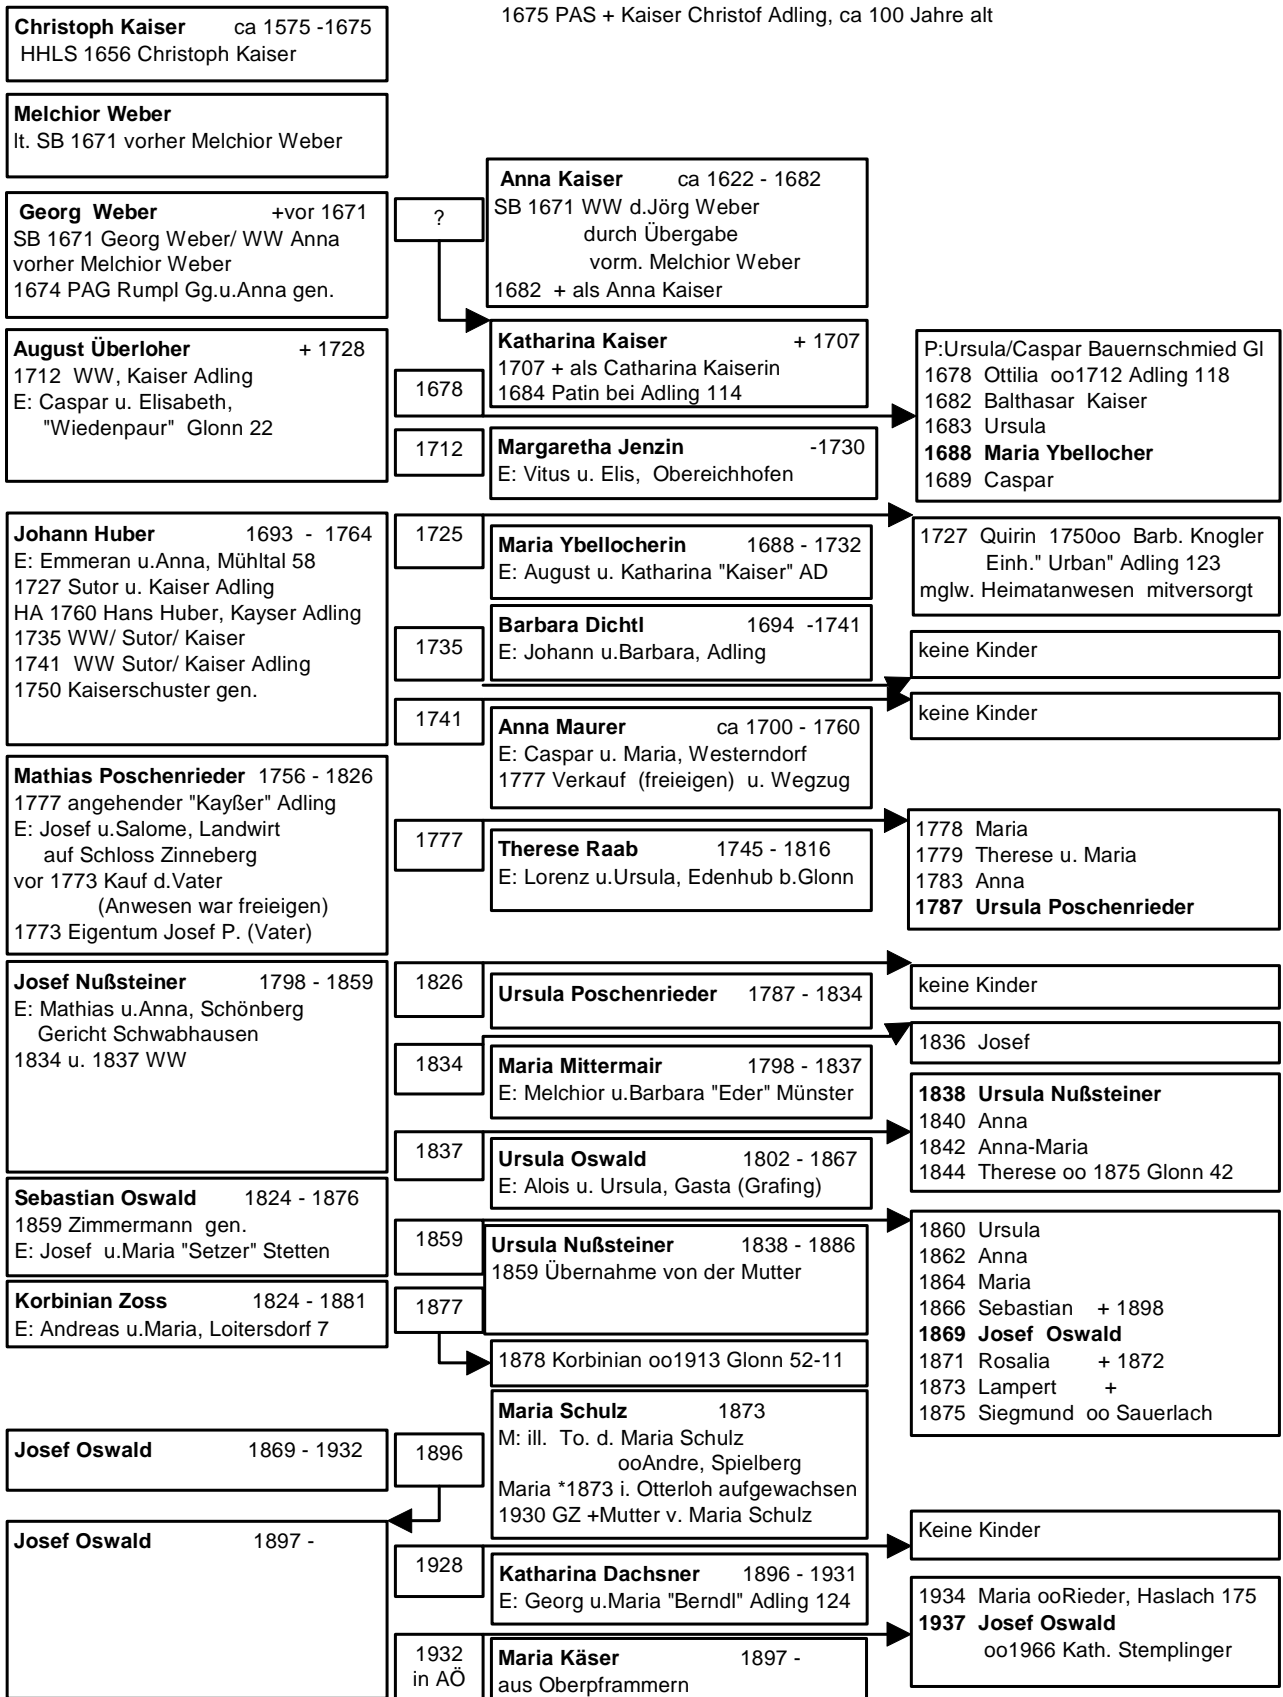 Christoph Kaiser ca 1575 -1675
HHLS 1656 Christoph Kaiser
1675 PAS + Kaiser Christof Adling, ca 100 Jahre alt
Melchior Weber
lt. SB 1671 vorher Melchior Weber
Georg Weber +vor 1671
SB 1671 Georg Weber/ WW Anna
vorher Melchior Weber
1674 PAG Rumpl Gg.u.Anna gen.
?
Anna Kaiser ca 1622 - 1682
SB 1671 WW d.Jörg Weber
durch Übergabe
vorm. Melchior Weber
1682 + als Anna Kaiser
August Überloher + 1728
1712 WW, Kaiser Adling
E: Caspar u. Elisabeth,
"Wiedenpaur" Glonn 22
1678
Katharina Kaiser + 1707
1707 + als Catharina Kaiserin
1684 Patin bei Adling 114
P:Ursula/Caspar Bauernschmied Gl
1678 Ottilia oo1712 Adling 118
1682 Balthasar Kaiser
1683 Ursula
1688 Maria Ybellocher
1689 Caspar
1712
Margaretha Jenzin -1730
E: Vitus u. Elis, Obereichhofen
Johann Huber 1693 - 1764
E: Emmeran u.Anna, Mühltal 58
1727 Sutor u. Kaiser Adling
HA 1760 Hans Huber, Kayser Adling
1735 WW/ Sutor/ Kaiser
1741 WW Sutor/ Kaiser Adling
1750 Kaiserschuster gen.
1725
Maria Ybellocherin 1688 - 1732
E: August u. Katharina "Kaiser" AD
1727 Quirin 1750oo Barb. Knogler
Einh." Urban" Adling 123
mglw. Heimatanwesen mitversorgt
1735
Barbara Dichtl 1694 -1741
E: Johann u.Barbara, Adling
keine Kinder
1741
Anna Maurer ca 1700 - 1760
E: Caspar u. Maria, Westerndorf
1777 Verkauf (freieigen) u. Wegzug
keine Kinder
Mathias Poschenrieder 1756 - 1826
1777 angehender "Kayßer" Adling
E: Josef u.Salome, Landwirt
auf Schloss Zinneberg
vor 1773 Kauf d.Vater
(Anwesen war freieigen)
1773 Eigentum Josef P. (Vater)
1777
Therese Raab 1745 - 1816
E: Lorenz u.Ursula, Edenhub b.Glonn
1778 Maria
1779 Therese u. Maria
1783 Anna
1787 Ursula Poschenrieder
Josef Nußsteiner 1798 - 1859
E: Mathias u.Anna, Schönberg
Gericht Schwabhausen
1834 u. 1837 WW
1826
Ursula Poschenrieder 1787 - 1834
keine Kinder
1834
Maria Mittermair 1798 - 1837
E: Melchior u.Barbara "Eder" Münster
1836 Josef
1837
Ursula Oswald 1802 - 1867
E: Alois u. Ursula, Gasta (Grafing)
1838 Ursula Nußsteiner
1840 Anna
1842 Anna-Maria
1844 Therese oo 1875 Glonn 42
Sebastian Oswald 1824 - 1876
1859 Zimmermann gen.
E: Josef u.Maria "Setzer" Stetten
1859
Ursula Nußsteiner 1838 - 1886
1859 Übernahme von der Mutter
1860 Ursula
1862 Anna
1864 Maria
1866 Sebastian + 1898
1869 Josef Oswald
1871 Rosalia + 1872
1873 Lampert +
1875 Siegmund oo Sauerlach
Korbinian Zoss 1824 - 1881
E: Andreas u.Maria, Loitersdorf 7
1877
1878 Korbinian oo1913 Glonn 52-11
Josef Oswald 1869 - 1932
1896
Maria Schulz 1873
M: ill. To. d. Maria Schulz
ooAndre, Spielberg
Maria *1873 i. Otterloh aufgewachsen
1930 GZ +Mutter v. Maria Schulz
Josef Oswald 1897 -
1928
Katharina Dachsner 1896 - 1931
E: Georg u.Maria "Berndl" Adling 124
Keine Kinder
1932
in AÖ
Maria Käser 1897 -
aus Oberpframmern
1934 Maria ooRieder, Haslach 175
1937 Josef Oswald
oo1966 Kath. Stemplinger